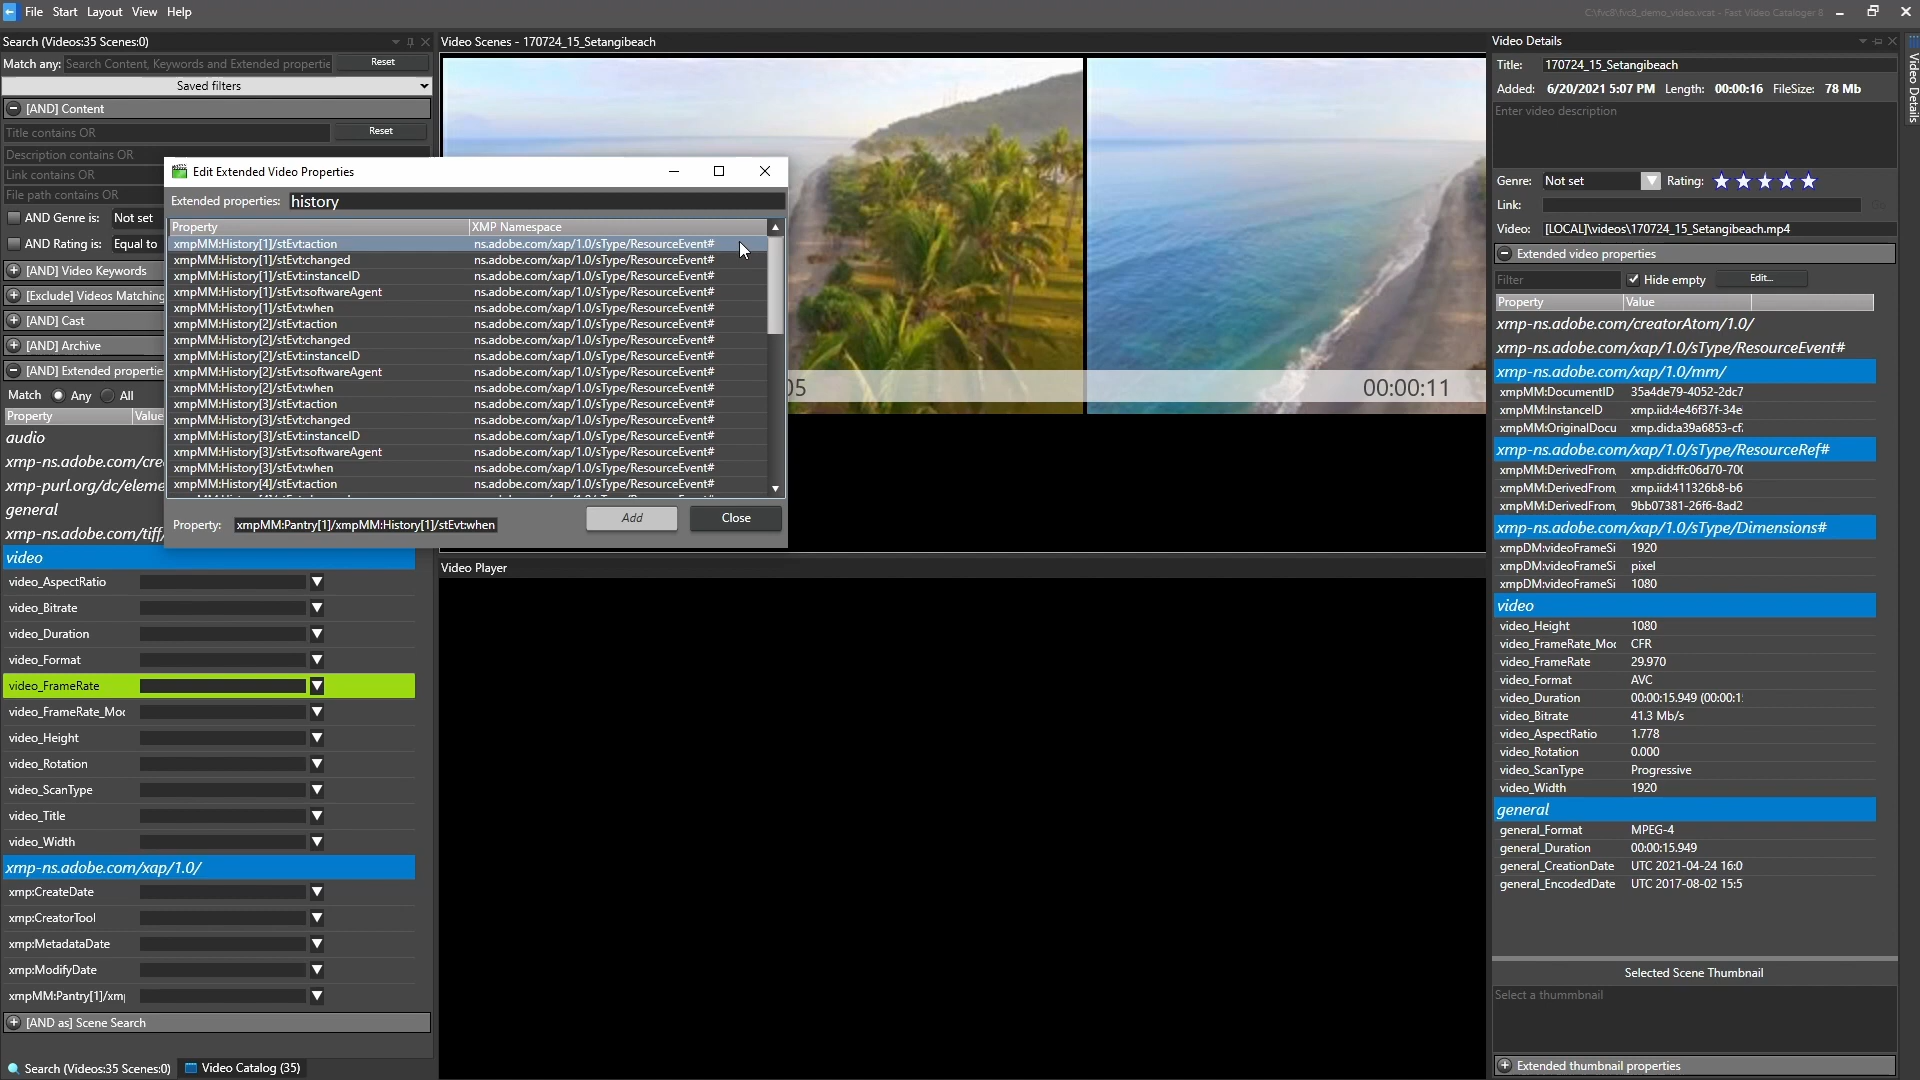 File Start Layout View Help
C:\fvc8\fvc8_demo_video.vcat - Fast Video Cataloger 8
Search (Videos:35 Scenes:0)
Match any: Search Content, Keywords and Extended propertie Reset
Saved filters
[AND] Content
Title contains OR Reset
Description contains OR
Link contains OR
File path contains OR
AND Genre is: Not set
AND Rating is: Equal to
[AND] Video Keywords
[Exclude] Videos Matching
[AND] Cast
[AND] Archive
[AND] Extended propertie
Match Any All
Property Value
audio
xmp-ns.adobe.com/cre
xmp-purl.org/dc/eleme
general
xmp-ns.adobe.com/tiff/
video
video_AspectRatio
video_Bitrate
video_Duration
video_Format
video_FrameRate
video_FrameRate_Moc
video_Height
video_Rotation
video_ScanType
video_Title
video_Width
xmp-ns.adobe.com/xap/1.0/
xmp:CreateDate
xmp:CreatorTool
xmp:MetadataDate
xmp:ModifyDate
xmpMM:Pantry[1]/xm
[AND as] Scene Search
Search (Videos:35 Scenes:0) Video Catalog (35)
Video Scenes - 170724_15_Setangibeach
05
00:00:11
Video Player
Edit Extended Video Properties
Extended properties: history
Property XMP Namespace
xmpMM:History[1]/stEvt:action ns.adobe.com/xap/1.0/sType/ResourceEvent#
xmpMM:History[1]/stEvt:changed ns.adobe.com/xap/1.0/sType/ResourceEvent#
xmpMM:History[1]/stEvt:instanceID ns.adobe.com/xap/1.0/sType/ResourceEvent#
xmpMM:History[1]/stEvt:softwareAgent ns.adobe.com/xap/1.0/sType/ResourceEvent#
xmpMM:History[1]/stEvt:when ns.adobe.com/xap/1.0/sType/ResourceEvent#
xmpMM:History[2]/stEvt:action ns.adobe.com/xap/1.0/sType/ResourceEvent#
xmpMM:History[2]/stEvt:changed ns.adobe.com/xap/1.0/sType/ResourceEvent#
xmpMM:History[2]/stEvt:instanceID ns.adobe.com/xap/1.0/sType/ResourceEvent#
xmpMM:History[2]/stEvt:softwareAgent ns.adobe.com/xap/1.0/sType/ResourceEvent#
xmpMM:History[2]/stEvt:when ns.adobe.com/xap/1.0/sType/ResourceEvent#
xmpMM:History[3]/stEvt:action ns.adobe.com/xap/1.0/sType/ResourceEvent#
xmpMM:History[3]/stEvt:changed ns.adobe.com/xap/1.0/sType/ResourceEvent#
xmpMM:History[3]/stEvt:instanceID ns.adobe.com/xap/1.0/sType/ResourceEvent#
xmpMM:History[3]/stEvt:softwareAgent ns.adobe.com/xap/1.0/sType/ResourceEvent#
xmpMM:History[3]/stEvt:when ns.adobe.com/xap/1.0/sType/ResourceEvent#
xmpMM:History[4]/stEvt:action ns.adobe.com/xap/1.0/sType/ResourceEvent#
Property: xmpMM:Pantry[1]/xmpMM:History[1]/stEvt:when Add Close
Video Details
Title: 170724_15_Setangibeach
Added: 6/20/2021 5:07 PM Length: 00:00:16 FileSize: 78 Mb
Enter video description
Genre: Not set Rating:
Link: Go
Video: [LOCAL]\videos\170724_15_Setangibeach.mp4
Extended video properties
Filter Hide empty Edit...
Property Value
xmp-ns.adobe.com/creatorAtom/1.0/
xmp-ns.adobe.com/xap/1.0/sType/ResourceEvent#
xmp-ns.adobe.com/xap/1.0/mm/
xmpMM:DocumentID 35a4de79-4052-2dc7
xmpMM:InstanceID xmp.iid:4e46f37f-34e
xmpMM:OriginalDocu xmp.did:a39a6853-cf
xmp-ns.adobe.com/xap/1.0/sType/ResourceRef#
xmpMM:DerivedFrom, xmp.did:ffc06d70-70(
xmpMM:DerivedFrom, xmp.iid:411326b8-b6
xmpMM:DerivedFrom, 9bb07381-26f6-8ad2
xmp-ns.adobe.com/xap/1.0/sType/Dimensions#
xmpDM:videoFrameSi 1920
xmpDM:videoFrameSi pixel
xmpDM:videoFrameSi 1080
video
video_Height 1080
video_FrameRate_Moc CFR
video_FrameRate 29.970
video_Format AVC
video_Duration 00:00:15.949 (00:00:1
video_Bitrate 41.3 Mb/s
video_AspectRatio 1.778
video_Rotation 0.000
video_ScanType Progressive
video_Width 1920
general
general_Format MPEG-4
general_Duration 00:00:15.949
general_CreationDate UTC 2021-04-24 16:0
general_EncodedDate UTC 2017-08-02 15:5
Selected Scene Thumbnail
Select a thummbnail
Extended thumbnail properties
Video Details